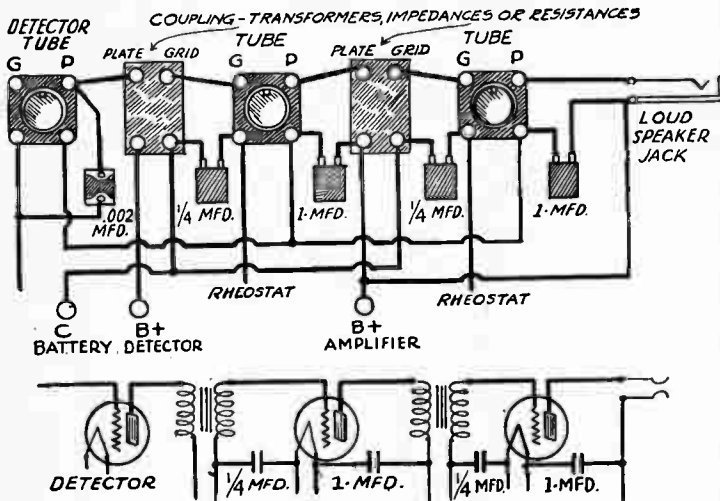 COUPLING-TRANSFORMERS, IMPEDANCES OR RESISTANCES
DETECTOR
TUBE
PLATE GRID
TUBE
PLATE GRID
TUBE
G P
G P
G P
LOUD
SPEAKER
JACK
.002
MFD.
1/4 MFD.
1. MFD.
1/4 MFD.
1. MFD.
RHEOSTAT
RHEOSTAT
C
BATTERY
B+
DETECTOR
B+
AMPLIFIER
DETECTOR
1/4 MFD.
1. MFD.
1/4 MFD.
1. MFD.